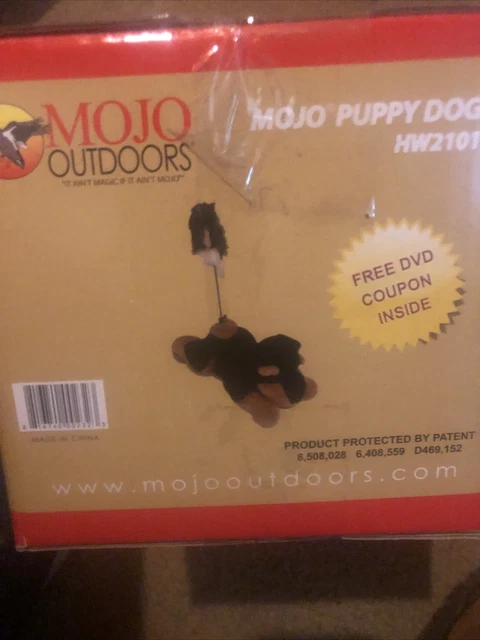 MOJO
OUTDOORS
"IT AIN'T MAGIC IF IT AIN'T MOJO"
MOJO PUPPY DOG
HW2101
FREE DVD
COUPON
INSIDE
MADE IN CHINA
PRODUCT PROTECTED BY PATENT
6,508,028 6,408,559 D469,152
www.mojooutdoors.com